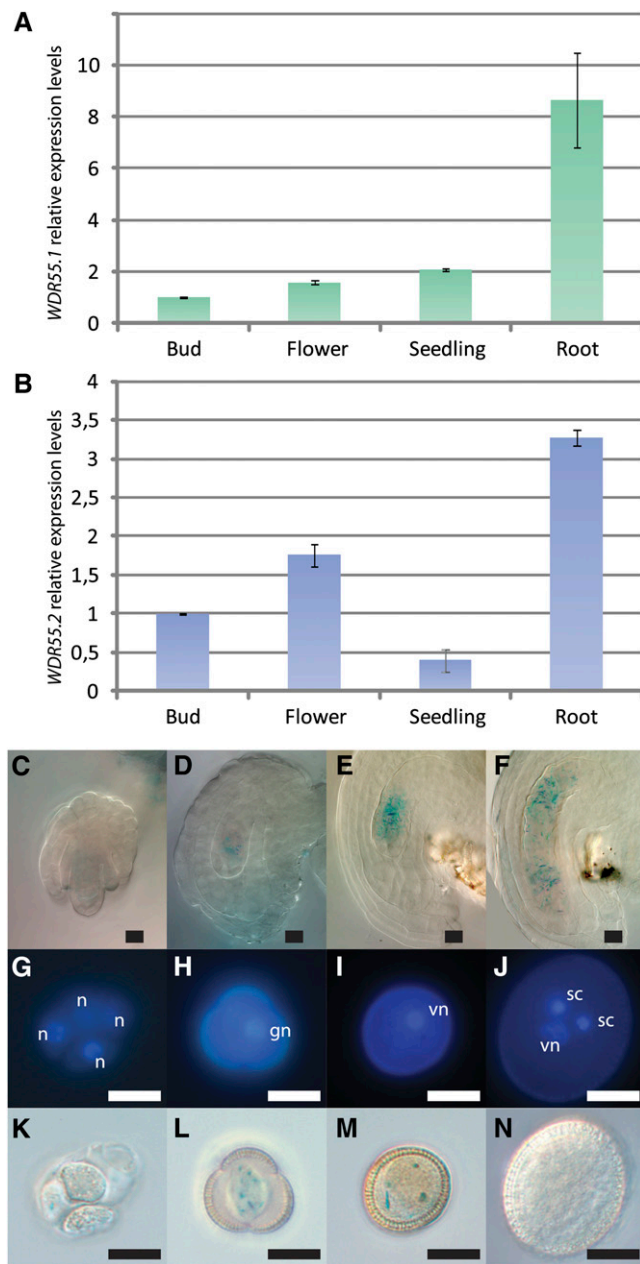 A
WDR55.1 relative expression levels
10
8
6
4
2
0
Bud Flower Seedling Root
B
WDR55.2 relative expression levels
4
3,5
3
2,5
2
1,5
1
0,5
0
Bud Flower Seedling Root
C D E F
G H I J
n n n n
gn
vn
sc sc vn
K L M N